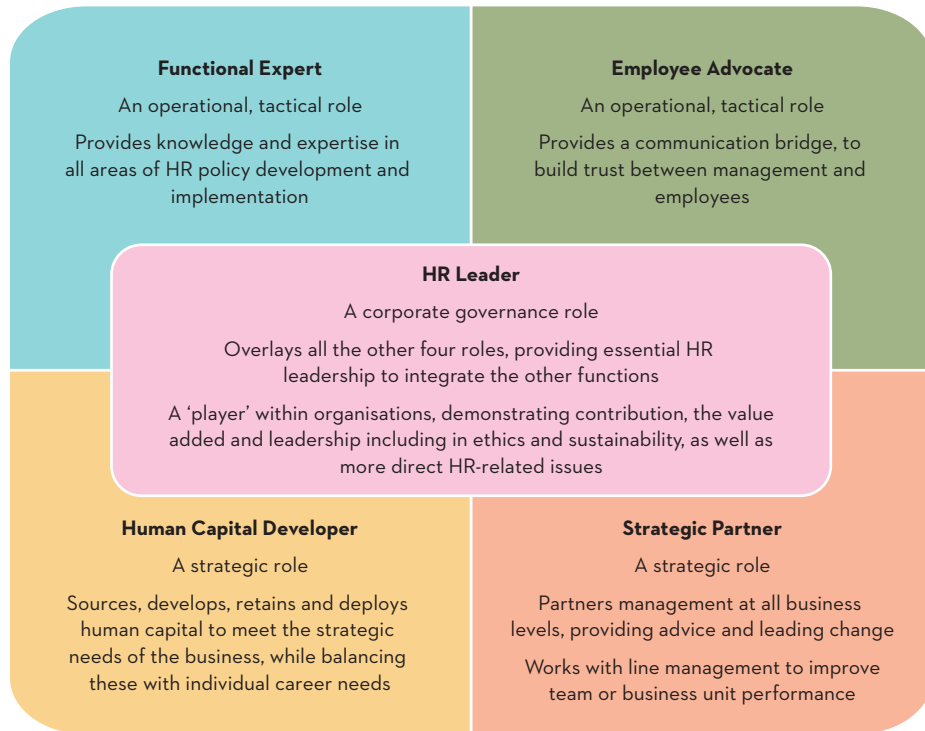 Functional Expert
An operational, tactical role
Provides knowledge and expertise in
all areas of HR policy development and
implementation
Employee Advocate
An operational, tactical role
Provides a communication bridge, to
build trust between management and
employees
HR Leader
A corporate governance role
Overlays all the other four roles, providing essential HR
leadership to integrate the other functions
A ‘player’ within organisations, demonstrating contribution, the value
added and leadership including in ethics and sustainability, as well as
more direct HR-related issues
Human Capital Developer
A strategic role
Sources, develops, retains and deploys
human capital to meet the strategic
needs of the business, while balancing
these with individual career needs
Strategic Partner
A strategic role
Partners management at all business
levels, providing advice and leading change
Works with line management to improve
team or business unit performance